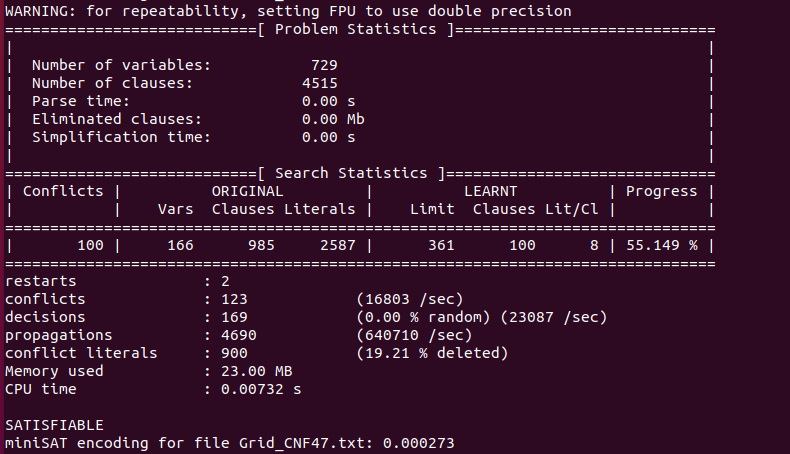 WARNING: for repeatability, setting FPU to use double precision
============================[ Problem Statistics ]=============================
|                                                                             |
|  Number of variables:           729                                         |
|  Number of clauses:            4515                                         |
|  Parse time:                   0.00 s                                       |
|  Eliminated clauses:           0.00 Mb                                      |
|  Simplification time:          0.00 s                                       |
|                                                                             |
============================[ Search Statistics ]==============================
| Conflicts |          ORIGINAL         |          LEARNT          | Progress |
|           |    Vars  Clauses Literals |    Limit  Clauses Lit/Cl |          |
===============================================================================
|       100 |     166      985     2587 |      361      100      8 | 55.149 % |
===============================================================================
restarts              : 2
conflicts             : 123            (16803 /sec)
decisions             : 169            (0.00 % random) (23087 /sec)
propagations          : 4690           (640710 /sec)
conflict literals     : 900            (19.21 % deleted)
Memory used           : 23.00 MB
CPU time              : 0.00732 s

SATISFIABLE
miniSAT encoding for file Grid_CNF47.txt: 0.000273